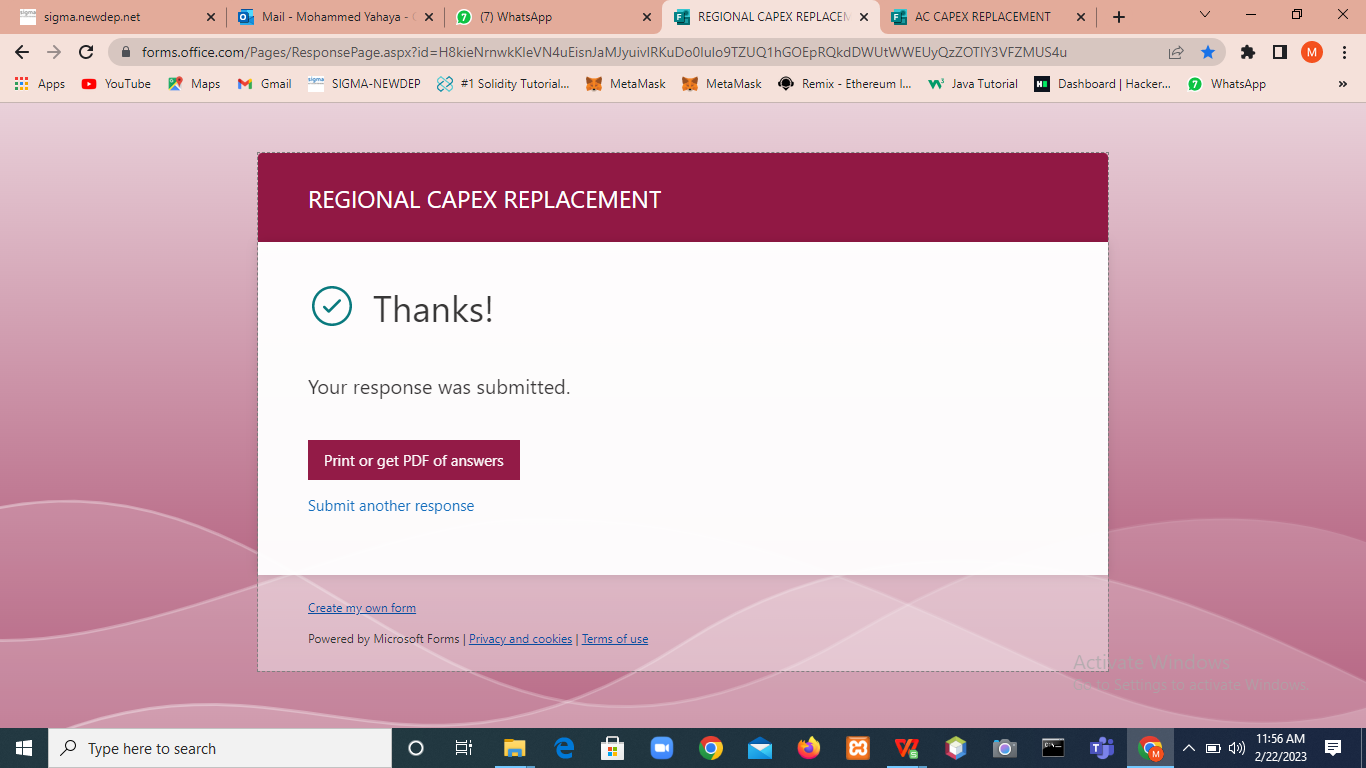 sigma.newdep.net
Mail - Mohammed Yahaya -
(7) WhatsApp
REGIONAL CAPEX REPLACEM
AC CAPEX REPLACEMENT
forms.office.com/Pages/ResponsePage.aspx?id=H8kieNrnwkKleVN4uEisnJaMJyuivIRKuDo0Iulo9TZUQ1hGOEpRQkdDWUtWWEUyQzZOTlY3VFZMUS4u
M
Apps
YouTube
Maps
Gmail
SIGMA-NEWDEP
#1 Solidity Tutorial...
MetaMask
MetaMask
Remix - Ethereum I...
Java Tutorial
Dashboard | Hacker...
WhatsApp
REGIONAL CAPEX REPLACEMENT
Thanks!
Your response was submitted.
Print or get PDF of answers
Submit another response
Create my own form
Powered by Microsoft Forms | Privacy and cookies | Terms of use
Activate Windows
Go to Settings to activate Windows.
Type here to search
11:56 AM
2/22/2023